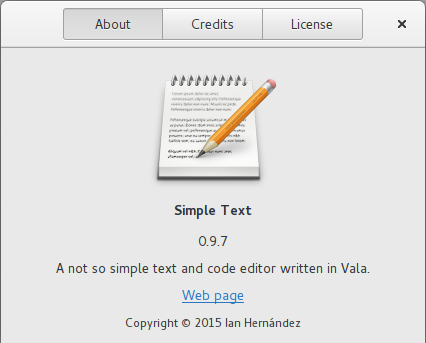 About Credits License
Simple Text
0.9.7
A not so simple text and code editor written in Vala.
Web page
Copyright © 2015 Ian Hernández